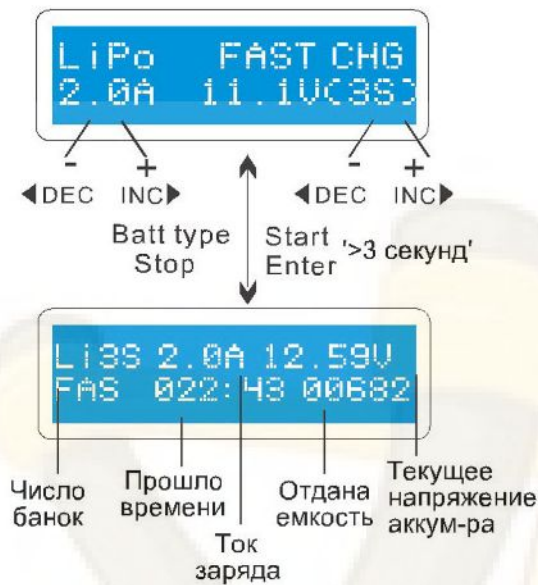 LiPo FAST CHG
2.0A 11.1V(3S)
- + - +
◀DEC INC▶ ◀DEC INC▶
Batt type Start '>3 секунд'
Stop Enter
Li3S 2.0A 12.59V
FAS 022:43 00682
Число банок
Прошло времени
Ток заряда
Отдана емкость
Текущее напряжение аккум-ра